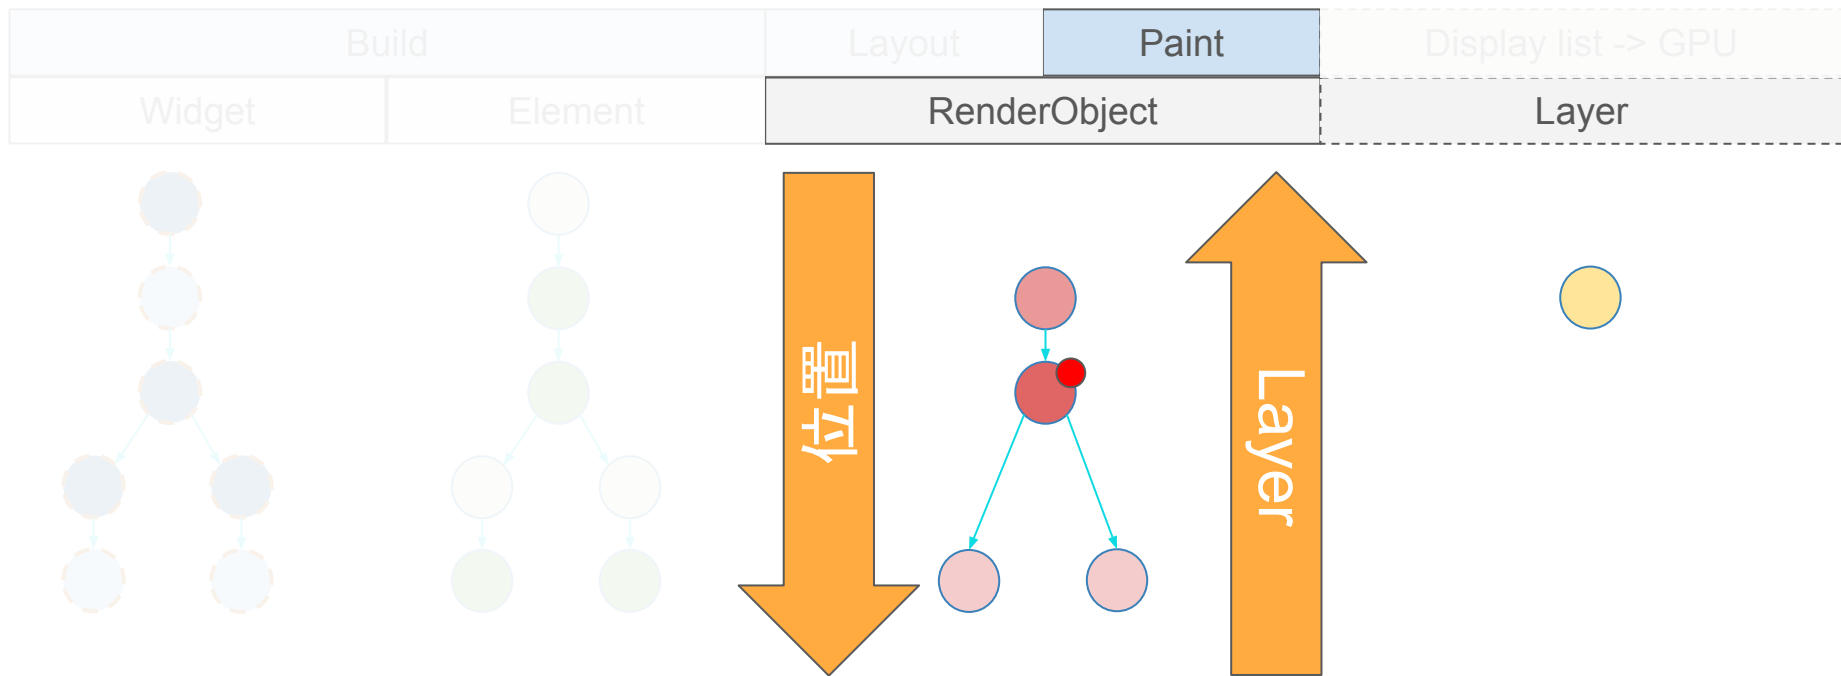 Build
Layout
Paint
Display list -> GPU
Widget
Element
RenderObject
Layer
位置
Layer